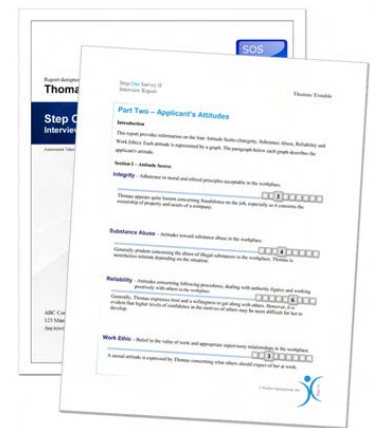 SOS
Report designed
Thomas
Step O
Interview
ABC Co
123 Main
Anytown
Step One Survey II
Interview Report
Thomas Trouble
Part Two – Applicant's Attitudes
Introduction
This report provides information on the four Attitude Scales (Integrity, Substance Abuse, Reliability and
Work Ethic). Each attitude is represented by a graph. The paragraph below each graph describes the
applicant's attitude.
Section I – Attitude Scores
Integrity - Adherence to moral and ethical principles acceptable in the workplace.
3
Thomas appears quite lenient concerning fraudulence on the job, especially as it concerns the
ownership of property and assets of a company.
Substance Abuse - Attitudes toward substance abuse in the workplace.
4
Generally prudent concerning the abuse of illegal substances in the workplace, Thomas is
nonetheless tolerant depending on the situation.
Reliability - Attitudes concerning following procedures, dealing with authority figures and working
positively with others in the workplace.
6
Generally, Thomas expresses trust and a willingness to get along with others. However, it is
evident that higher levels of confidence in the motives of others may be more difficult for her to
develop.
Work Ethic - Belief in the value of work and appropriate supervisory relationships in the workplace.
A casual attitude is expressed by Thomas concerning what others should expect of her at work.